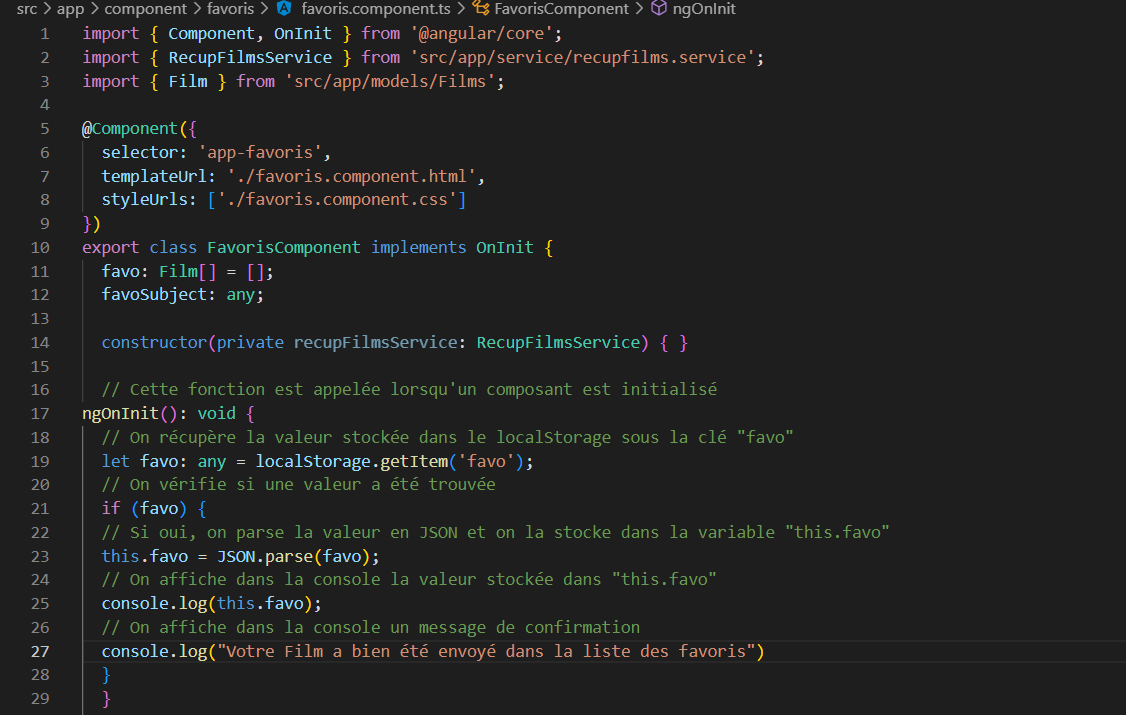 src > app > component > favoris > favoris.component.ts > FavorisComponent > ngOnInit
1 import { Component, OnInit } from '@angular/core';
2 import { RecupFilmsService } from 'src/app/service/recupfilms.service';
3 import { Film } from 'src/app/models/Films';
4
5 @Component({
6 selector: 'app-favoris',
7 templateUrl: './favoris.component.html',
8 styleUrls: ['./favoris.component.css']
9 })
10 export class FavorisComponent implements OnInit {
11 favo: Film[] = [];
12 favoSubject: any;
13
14 constructor(private recupFilmsService: RecupFilmsService) { }
15
16 // Cette fonction est appelée lorsqu'un composant est initialisé
17 ngOnInit(): void {
18 // On récupère la valeur stockée dans le localStorage sous la clé "favo"
19 let favo: any = localStorage.getItem('favo');
20 // On vérifie si une valeur a été trouvée
21 if (favo) {
22 // Si oui, on parse la valeur en JSON et on la stocke dans la variable "this.favo"
23 this.favo = JSON.parse(favo);
24 // On affiche dans la console la valeur stockée dans "this.favo"
25 console.log(this.favo);
26 // On affiche dans la console un message de confirmation
27 console.log("Votre Film a bien été envoyé dans la liste des favoris")
28 }
29 }